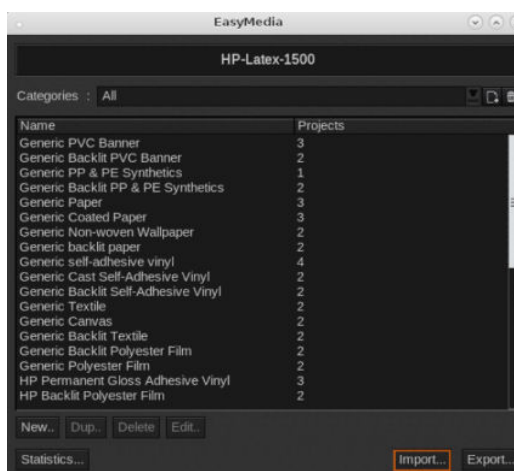 EasyMedia
HP-Latex-1500
Categories : All
Name Projects
Generic PVC Banner 3
Generic Backlit PVC Banner 2
Generic PP & PE Synthetics 1
Generic Backlit PP & PE Synthetics 2
Generic Paper 3
Generic Coated Paper 3
Generic Non-woven Wallpaper 2
Generic backlit paper 2
Generic self-adhesive vinyl 4
Generic Cast Self-Adhesive Vinyl 2
Generic Backlit Self-Adhesive Vinyl 2
Generic Textile 2
Generic Canvas 2
Generic Backlit Textile 2
Generic Backlit Polyester Film 2
Generic Polyester Film 2
HP Permanent Gloss Adhesive Vinyl 3
HP Backlit Polyester Film 2
New.. Dup.. Delete Edit..
Statistics... Import... Export...